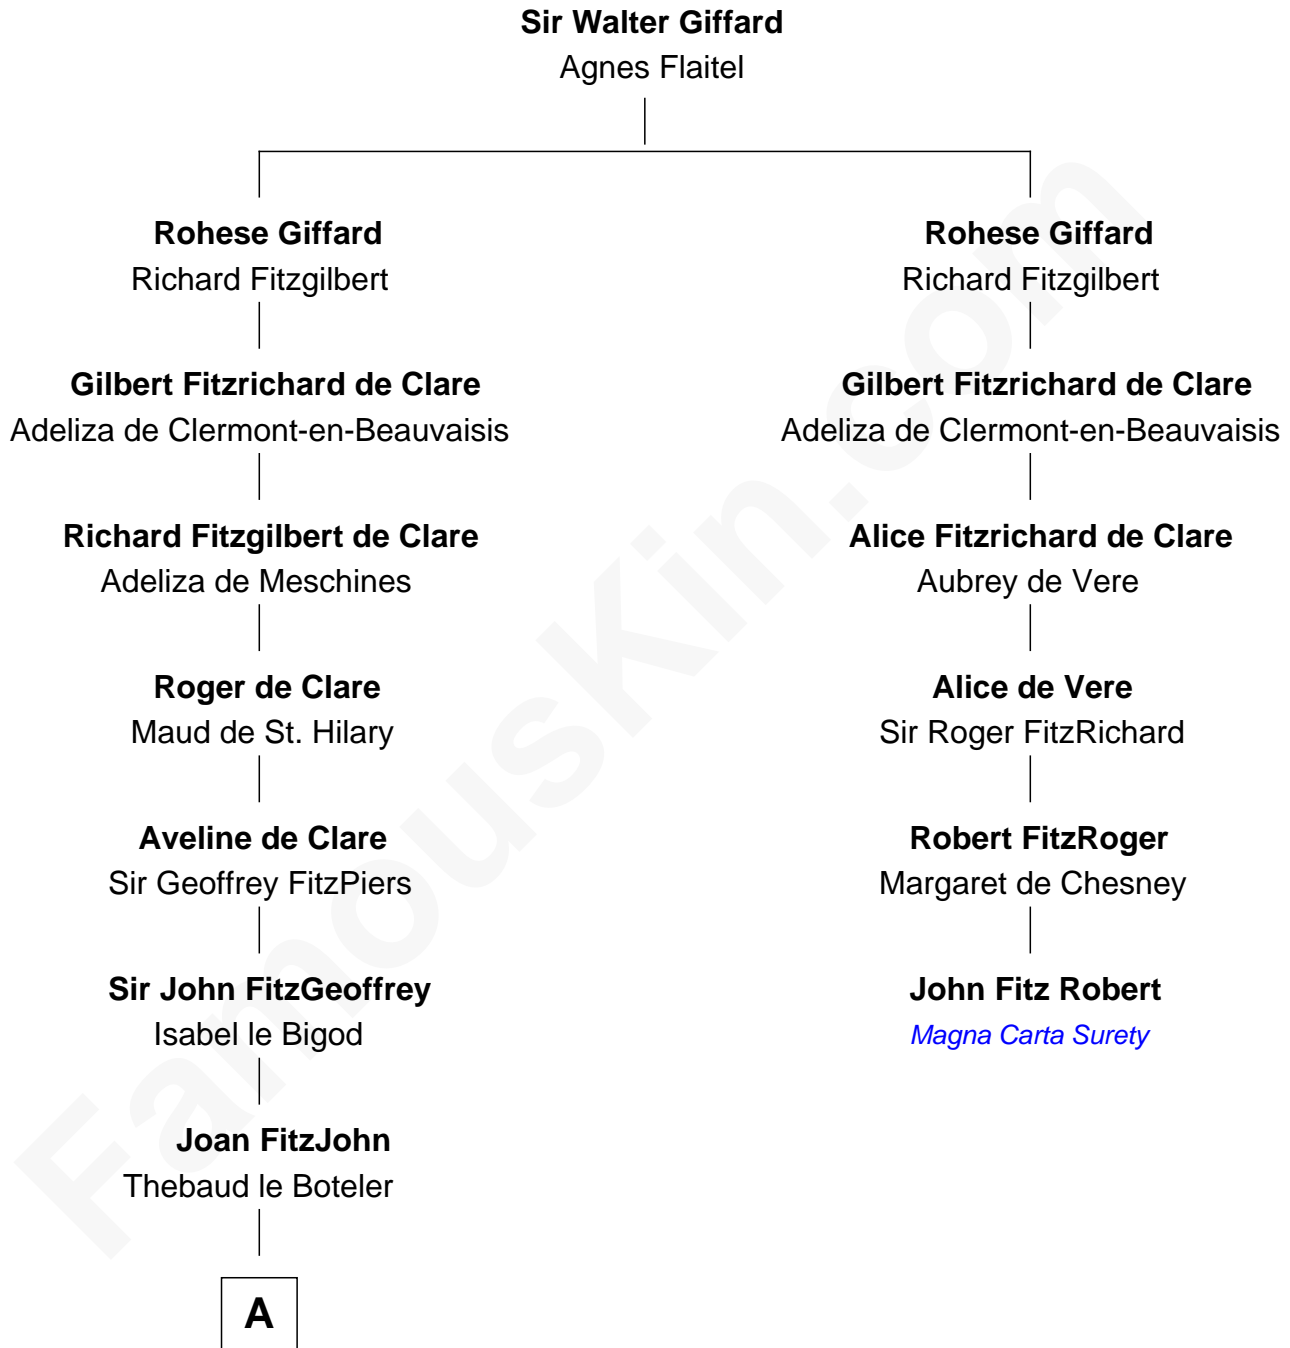 Sir Walter Giffard
Agnes Flaitel
Rohese Giffard
Richard Fitzgilbert
Gilbert Fitzrichard de Clare
Adeliza de Clermont-en-Beauvaisis
Richard Fitzgilbert de Clare
Adeliza de Meschines
Roger de Clare
Maud de St. Hilary
Aveline de Clare
Sir Geoffrey FitzPiers
Sir John FitzGeoffrey
Isabel le Bigod
Joan FitzJohn
Thebaud le Boteler
A
Rohese Giffard
Richard Fitzgilbert
Gilbert Fitzrichard de Clare
Adeliza de Clermont-en-Beauvaisis
Alice Fitzrichard de Clare
Aubrey de Vere
Alice de Vere
Sir Roger FitzRichard
Robert FitzRoger
Margaret de Chesney
John Fitz Robert
Magna Carta Surety
FamousKin.com